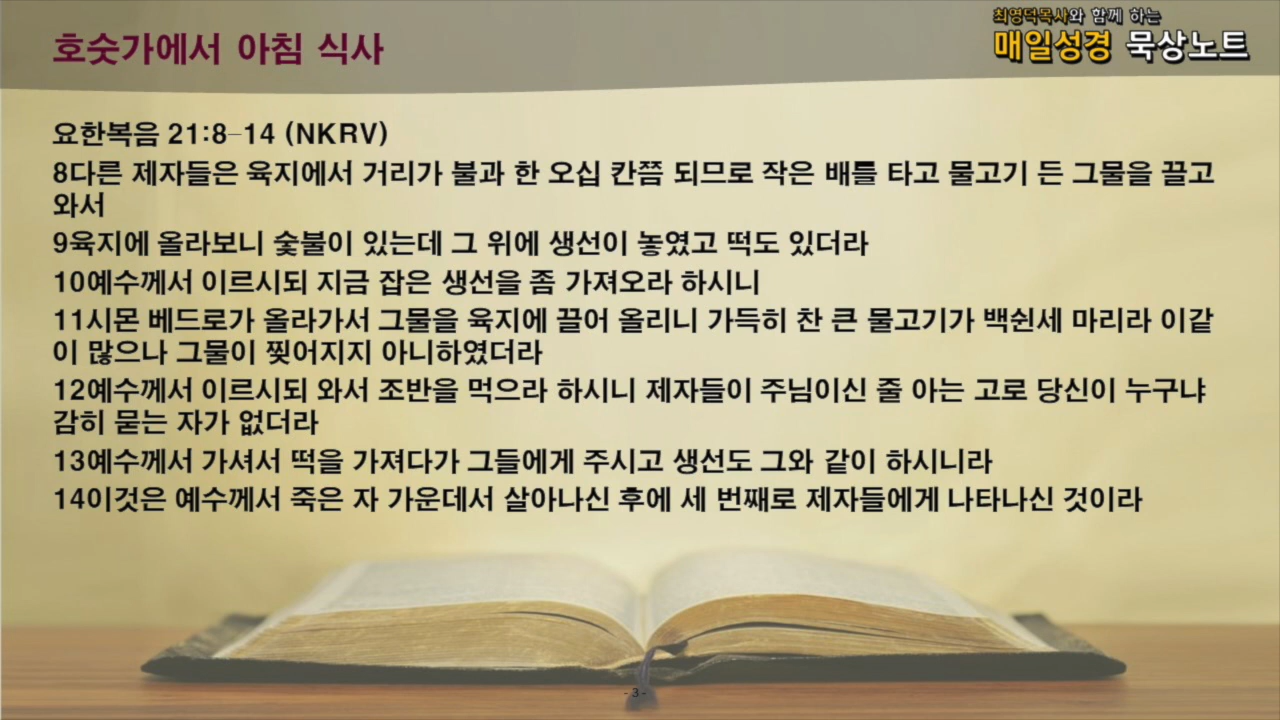 호숫가에서 아침 식사
최영덕목사와 함께 하는
매일성경 묵상노트
요한복음 21:8-14 (NKRV)
8다른 제자들은 육지에서 거리가 불과 한 오십 칸쯤 되므로 작은 배를 타고 물고기 든 그물을 끌고
와서
9육지에 올라보니 숯불이 있는데 그 위에 생선이 놓였고 떡도 있더라
10예수께서 이르시되 지금 잡은 생선을 좀 가져오라 하시니
11시몬 베드로가 올라가서 그물을 육지에 끌어 올리니 가득히 찬 큰 물고기가 백쉰세 마리라 이같
이 많으나 그물이 찢어지지 아니하였더라
12예수께서 이르시되 와서 조반을 먹으라 하시니 제자들이 주님이신 줄 아는 고로 당신이 누구냐
감히 묻는 자가 없더라
13예수께서 가셔서 떡을 가져다가 그들에게 주시고 생선도 그와 같이 하시니라
14이것은 예수께서 죽은 자 가운데서 살아나신 후에 세 번째로 제자들에게 나타나신 것이라
- 3 -